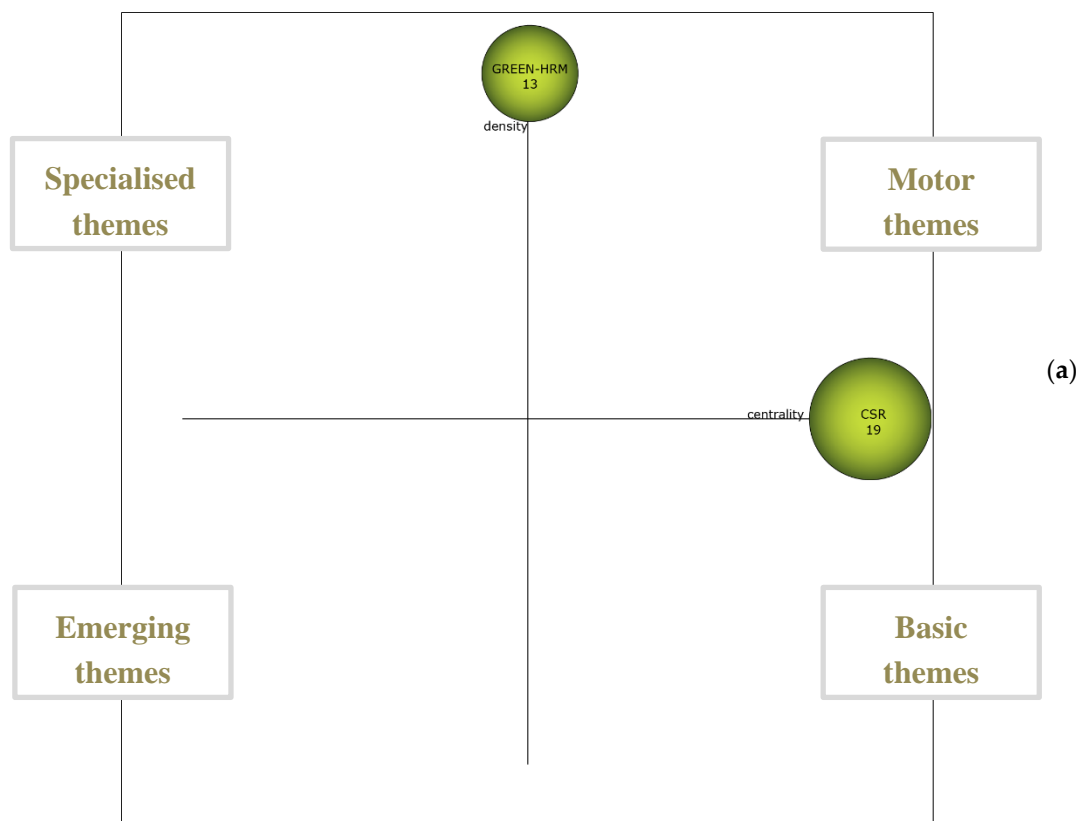 GREEN-HRM
13
density
Specialised
themes
Motor
themes
(a)
centrality
CSR
19
Emerging
themes
Basic
themes